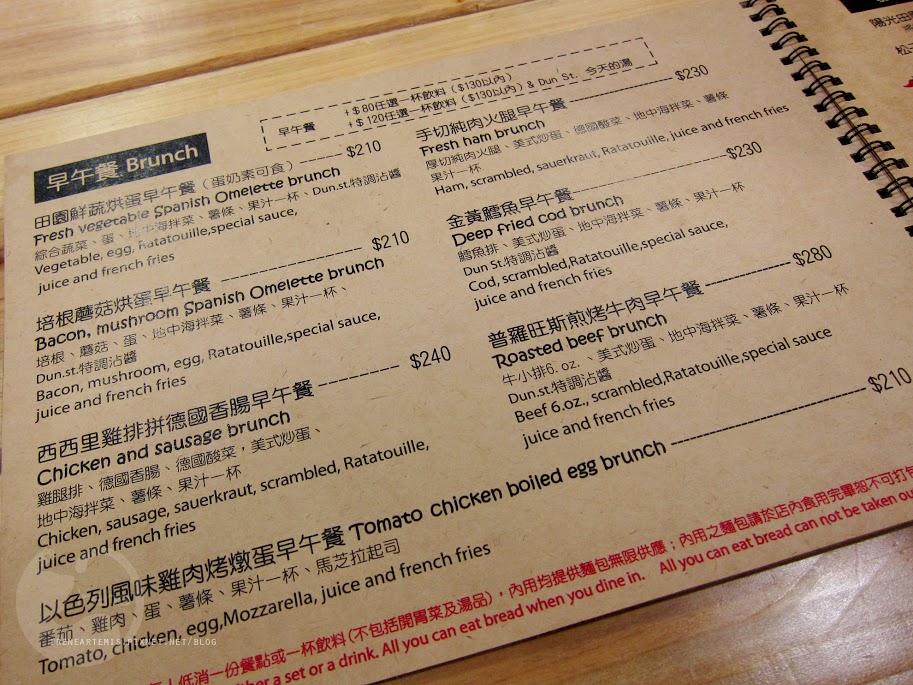 早午餐 Brunch
早午餐
+$80任選一杯飲料($130以內)
+$120任選一杯飲料($130以內)& Dun St. 今天的湯
田園鮮蔬烘蛋早午餐(蛋奶素可食) $210
Fresh vegetable Spanish Omelette brunch
綜合蔬菜、蛋、地中海拌菜、薯條、果汁一杯、Dun.st.特調沾醬
Vegetable, egg, Ratatouille,special sauce,
juice and french fries
培根蘑菇烘蛋早午餐 $210
Bacon, mushroom Spanish Omelette brunch
培根、蘑菇、蛋、地中海拌菜、薯條、果汁一杯、
Dun.st.特調沾醬
Bacon, mushroom, egg, Ratatouille,special sauce,
juice and french fries
西西里雞排拼德國香腸早午餐 $240
Chicken and sausage brunch
雞腿排、德國香腸、德國酸菜,美式炒蛋、
地中海拌菜、薯條、果汁一杯
Chicken, sausage, sauerkraut, scrambled, Ratatouille,
juice and french fries
手切純肉火腿早午餐 $230
Fresh ham brunch
厚切純肉火腿、美式炒蛋、德國酸菜、地中海拌菜、薯條
果汁一杯
Ham, scrambled, sauerkraut, Ratatouille, juice and french fries
金黃鱈魚早午餐 $230
Deep fried cod brunch
鱈魚排、美式炒蛋、地中海拌菜、薯條、果汁一杯
Dun St.特調沾醬
Cod, scrambled,Ratatouille,special sauce,
juice and french fries
普羅旺斯煎烤牛肉早午餐 $280
Roasted beef brunch
牛小排6. oz. 、美式炒蛋、地中海拌菜、薯條、果汁一杯
Dun.st.特調沾醬
Beef 6.oz., scrambled,Ratatouille,special sauce
juice and french fries
以色列風味雞肉烤燉蛋早午餐 Tomato chicken boiled egg brunch $210
番茄、雞肉、蛋、薯條、果汁一杯、馬芝拉起司
Tomato, chicken, egg,Mozzarella, juice and french fries
人低消一份餐點或一杯飲料(不包括開胃菜及湯品),內用均提供麵包無限供應;內用之麵包請於店內食用完畢恕不可打包
a set or a drink. All you can eat bread when you dine in. All you can eat bread can not be taken
陽光田
松
RENEARTEMIS.PIXNET.NET/BLOG